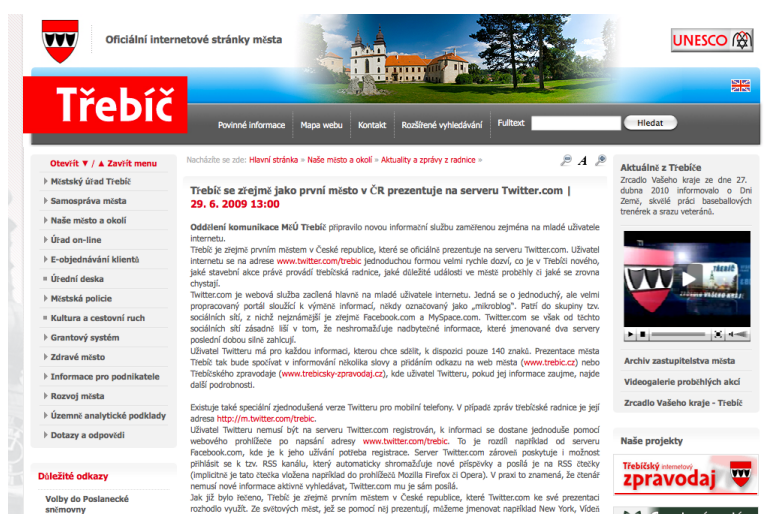 Oficiální internetové stránky města
UNESCO
Třebíč
Povinné informace
Mapa webu
Kontakt
Rozšířené vyhledávání
Fulltext
Hledat
Otevřít ▼ / ▲ Zavřít menu
Městský úřad Třebíč
Samospráva města
Naše město a okolí
Úřad on-line
E-objednávání klientů
Úřední deska
Městská policie
Kultura a cestovní ruch
Grantový systém
Zdravé město
Informace pro podnikatele
Rozvoj města
Územně analytické podklady
Dotazy a odpovědi
Důležité odkazy
Volby do Poslanecké
sněmovny
Nacházíte se zde: Hlavní stránka » Naše město a okolí » Aktuality a zprávy z radnice »
A
Třebíč se zřejmě jako první město v ČR prezentuje na serveru Twitter.com |
29. 6. 2009 13:00
Oddělení komunikace MěÚ Třebíč připravilo novou informační službu zaměřenou zejména na mladé uživatele
internetu.
Třebíč je zřejmě prvním městem v České republice, které se oficiálně prezentuje na serveru Twitter.com. Uživatel
internetu se na adrese www.twitter.com/trebic jednoduchou formou velmi rychle dozví, co je v Třebíči nového,
jaké stavební akce právě provádí třebíčská radnice, jaké důležité události ve městě proběhly či jaké se zrovna
chystají.
Twitter.com je webová služba zacílená hlavně na mladé uživatele internetu. Jedná se o jednoduchý, ale velmi
propracovaný portál sloužící k výměně informací, někdy označovaný jako „mikroblog“. Patří do skupiny tzv.
sociálních sítí, z nichž nejznámější je zřejmě Facebook.com a MySpace.com. Twitter.com se však od těchto
sociálních sítí zásadně liší v tom, že neshromažďuje nadbytečné informace, které jmenované dva servery
poslední dobou silně zahlcují.
Uživatel Twitteru má pro každou informaci, kterou chce sdělit, k dispozici pouze 140 znaků. Prezentace města
Třebíč tak bude spočívat v informování několika slovy a přidáním odkazu na web města (www.trebic.cz) nebo
Třebíčského zpravodaje (www.trebicsky-zpravodaj.cz), kde uživatel Twitteru, pokud jej informace zaujme, najde
další podrobnosti.
Existuje také speciální zjednodušená verze Twitteru pro mobilní telefony. V případě zpráv třebíčské radnice je její
adresa http://m.twitter.com/trebic.
Uživatel Twitteru nemusí být na serveru Twitter.com registrován, k informaci se dostane jednoduše pomocí
webového prohlížeče po napsání adresy www.twitter.com/trebic. To je rozdíl například od serveru
Facebook.com, kde je k jeho užívání potřeba registrace. Server Twitter.com zároveň poskytuje i možnost
přihlásit se k tzv. RSS kanálu, který automaticky shromažďuje nové příspěvky a posílá je na RSS čtečky
(implicitně je tato čtečka vložena například do prohlížečů Mozilla Firefox či Opera). V praxi to znamená, že čtenář
nemusí nové informace aktivně vyhledávat, Twitter.com mu je sám posílá.
Jak již bylo řečeno, Třebíč je zřejmě prvním městem v České republice, které Twitter.com ke své prezentaci
rozhodlo využít. Ze světových měst, jež se pomocí něj prezentují, můžeme jmenovat například New York, Vídeň
Aktuálně z Třebíče
Zrcadlo Vašeho kraje ze dne 27.
dubna 2010 informovalo o Dni
Země, skvělé práci baseballových
trenérek a srazu veteránů.
TŘEBÍČ
Archiv zastupitelstva města
Videogalerie proběhlých akcí
Zrcadlo Vašeho kraje - Třebíč
Naše projekty
Třebíčský internetový
zpravodaj